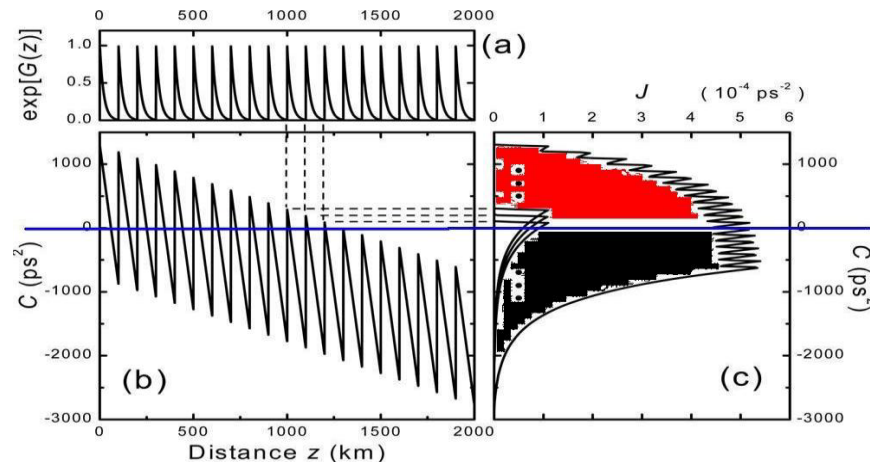 0 500 1000 1500 2000
exp[G(z)]
1.0
0.5
0.0
(a)
J (10⁻⁴ ps⁻²)
0 1 2 3 4 5 6
C (ps²)
1000
0
-1000
-2000
-3000
(b)
0 500 1000 1500 2000
Distance z (km)
(c)
1000
0
-1000
-2000
-3000
C (ps²)